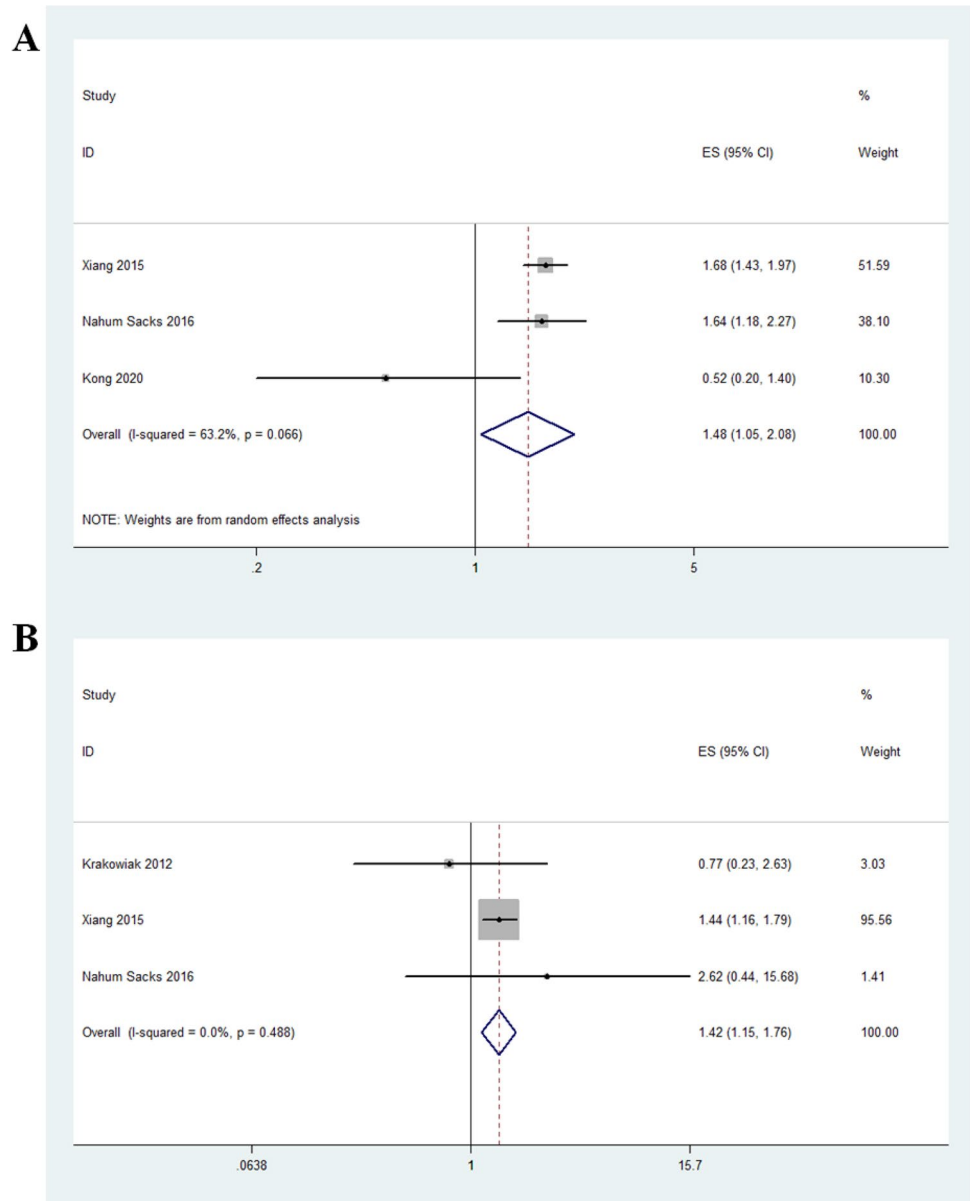 A
Study %
ID ES (95% CI) Weight
Xiang 2015 1.68 (1.43, 1.97) 51.59
Nahum Sacks 2016 1.64 (1.18, 2.27) 38.10
Kong 2020 0.52 (0.20, 1.40) 10.30
Overall (I-squared = 63.2%, p = 0.066) 1.48 (1.05, 2.08) 100.00
NOTE: Weights are from random effects analysis
.2 1 5
B
Study %
ID ES (95% CI) Weight
Krakowiak 2012 0.77 (0.23, 2.63) 3.03
Xiang 2015 1.44 (1.16, 1.79) 95.56
Nahum Sacks 2016 2.62 (0.44, 15.68) 1.41
Overall (I-squared = 0.0%, p = 0.488) 1.42 (1.15, 1.76) 100.00
.0638 1 15.7